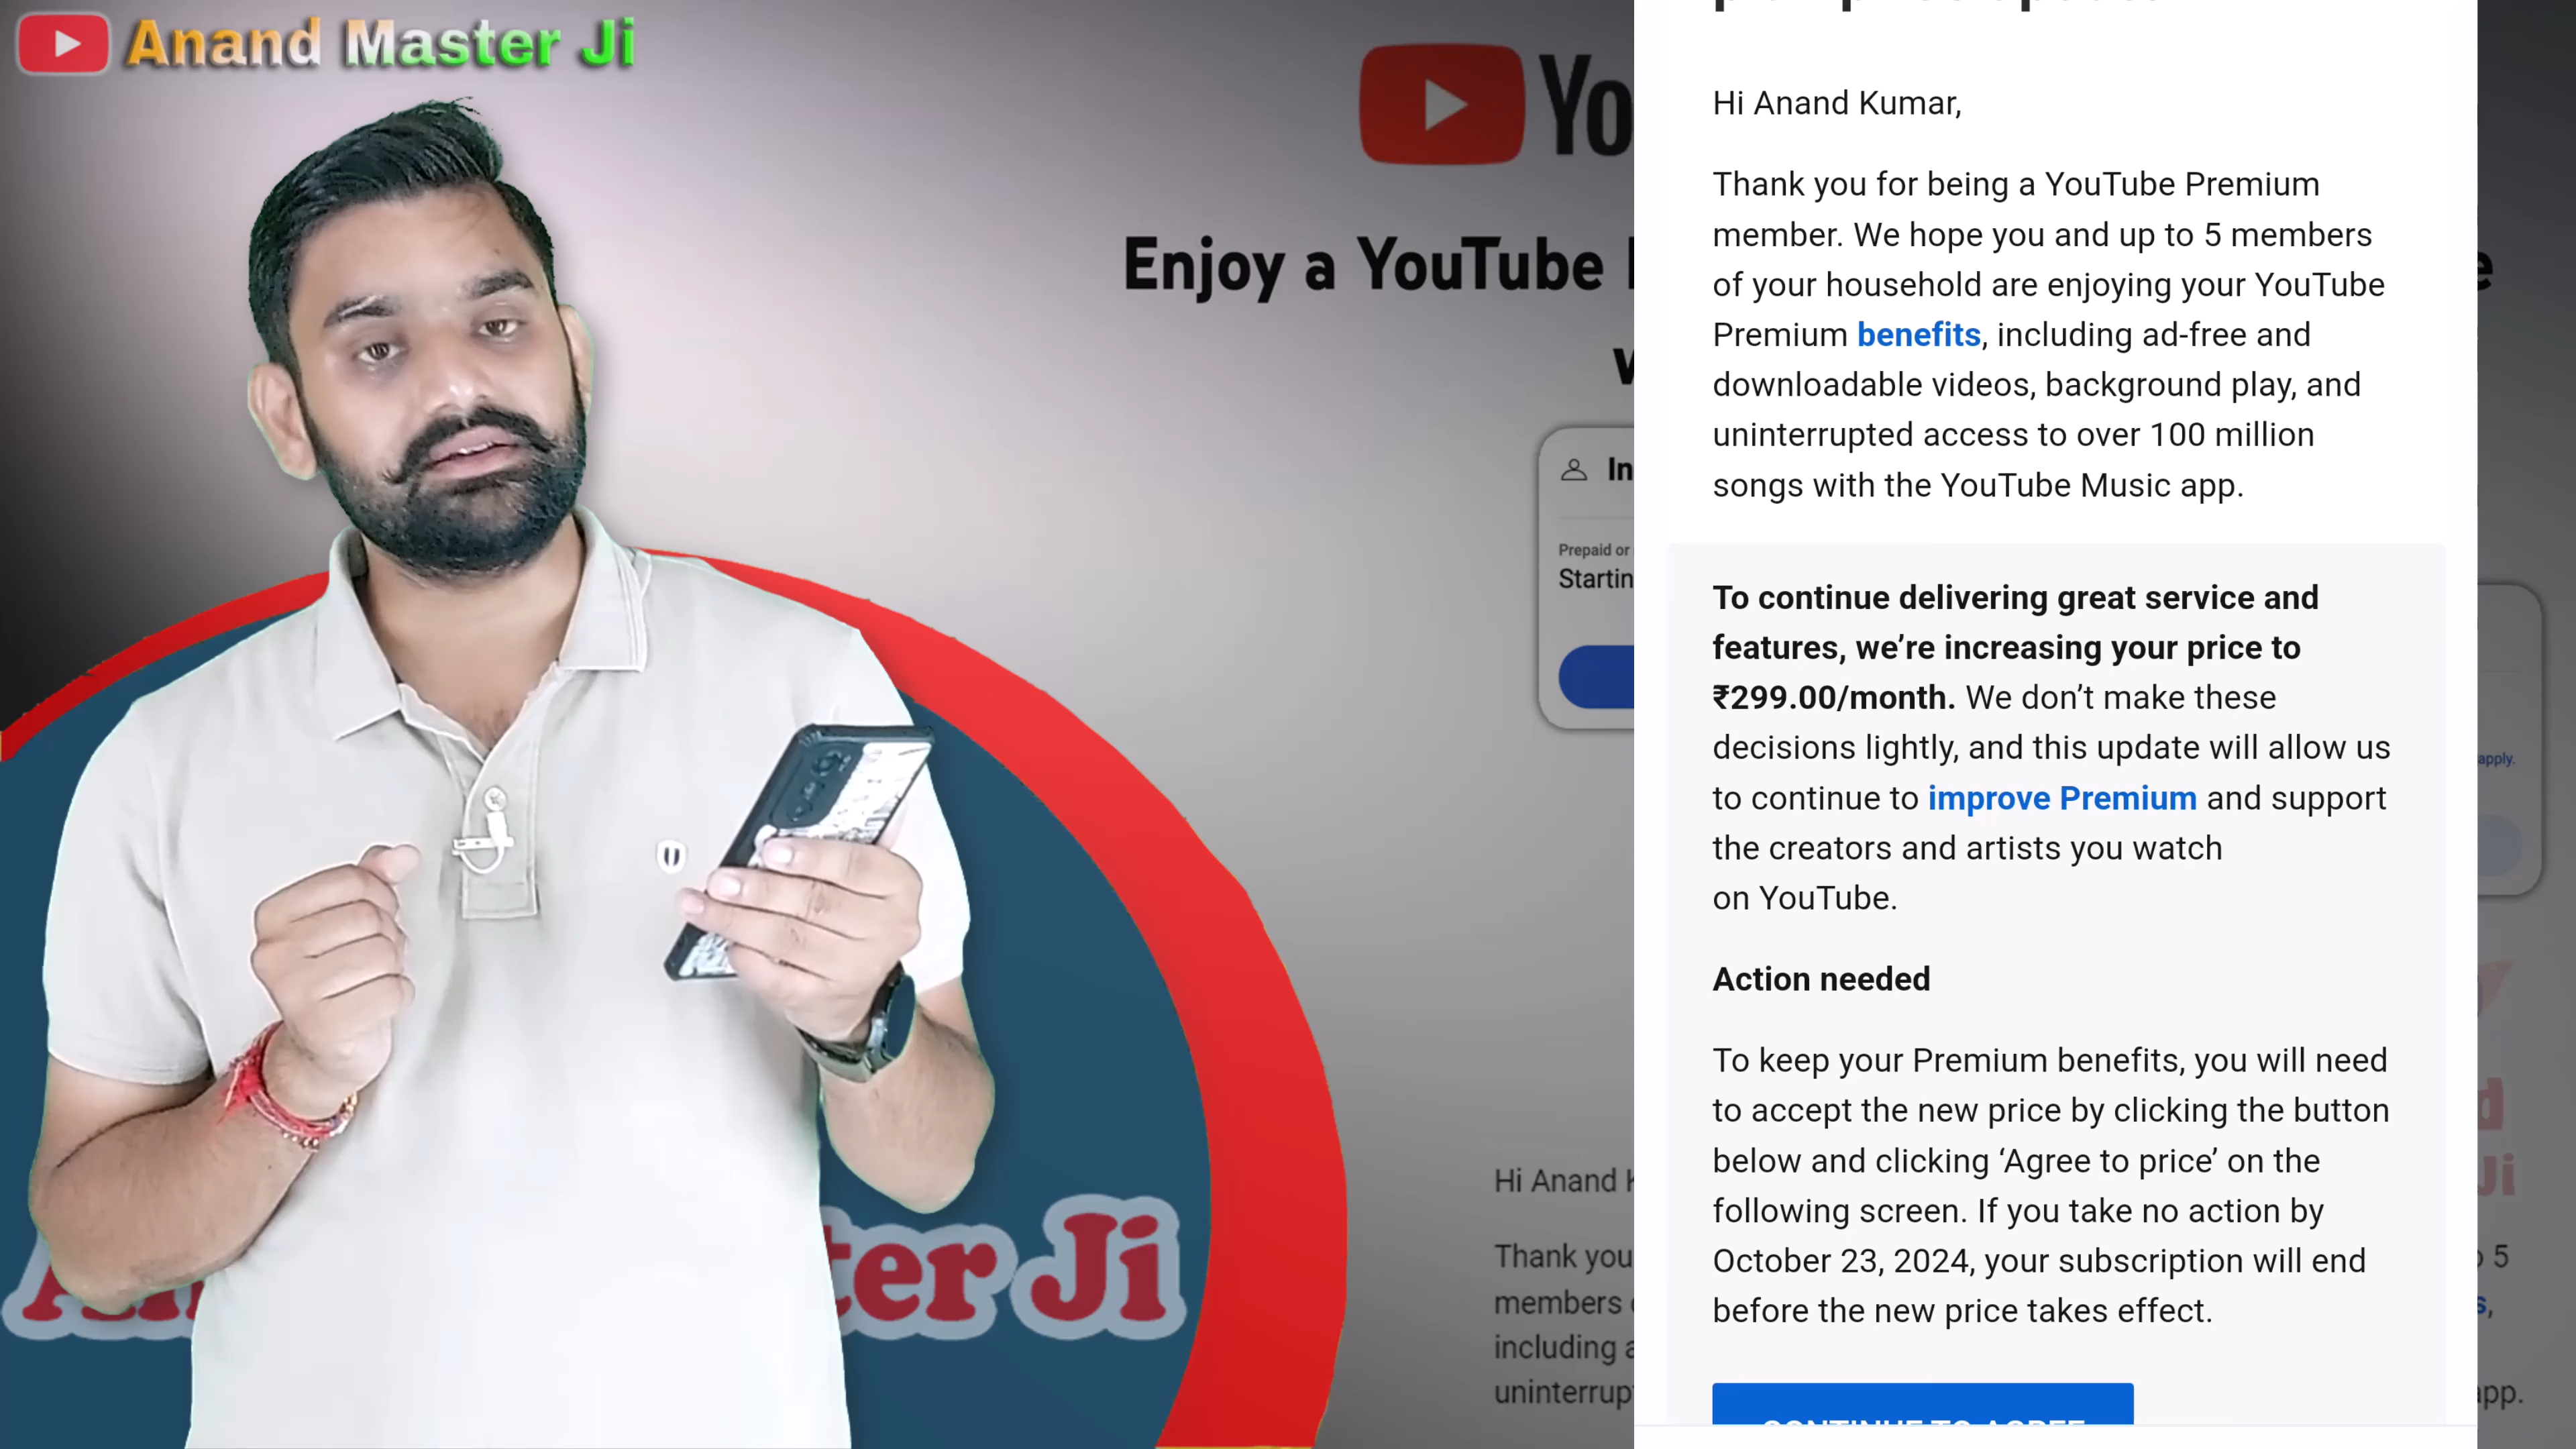 Anand Master Ji
Yo
Enjoy a YouTube
Hi Anand Kumar,
Thank you for being a YouTube Premium
member. We hope you and up to 5 members
of your household are enjoying your YouTube
Premium benefits, including ad-free and
downloadable videos, background play, and
uninterrupted access to over 100 million
songs with the YouTube Music app.
To continue delivering great service and
features, we’re increasing your price to
₹299.00/month. We don’t make these
decisions lightly, and this update will allow us
to continue to improve Premium and support
the creators and artists you watch
on YouTube.
Action needed
To keep your Premium benefits, you will need
to accept the new price by clicking the button
below and clicking ‘Agree to price’ on the
following screen. If you take no action by
October 23, 2024, your subscription will end
before the new price takes effect.
CONTINUE TO AGREE
In
Prepaid or
Startin
apply.
Hi Anand
Thank you
members
including
uninterrup
5
app.
ter Ji
Ji